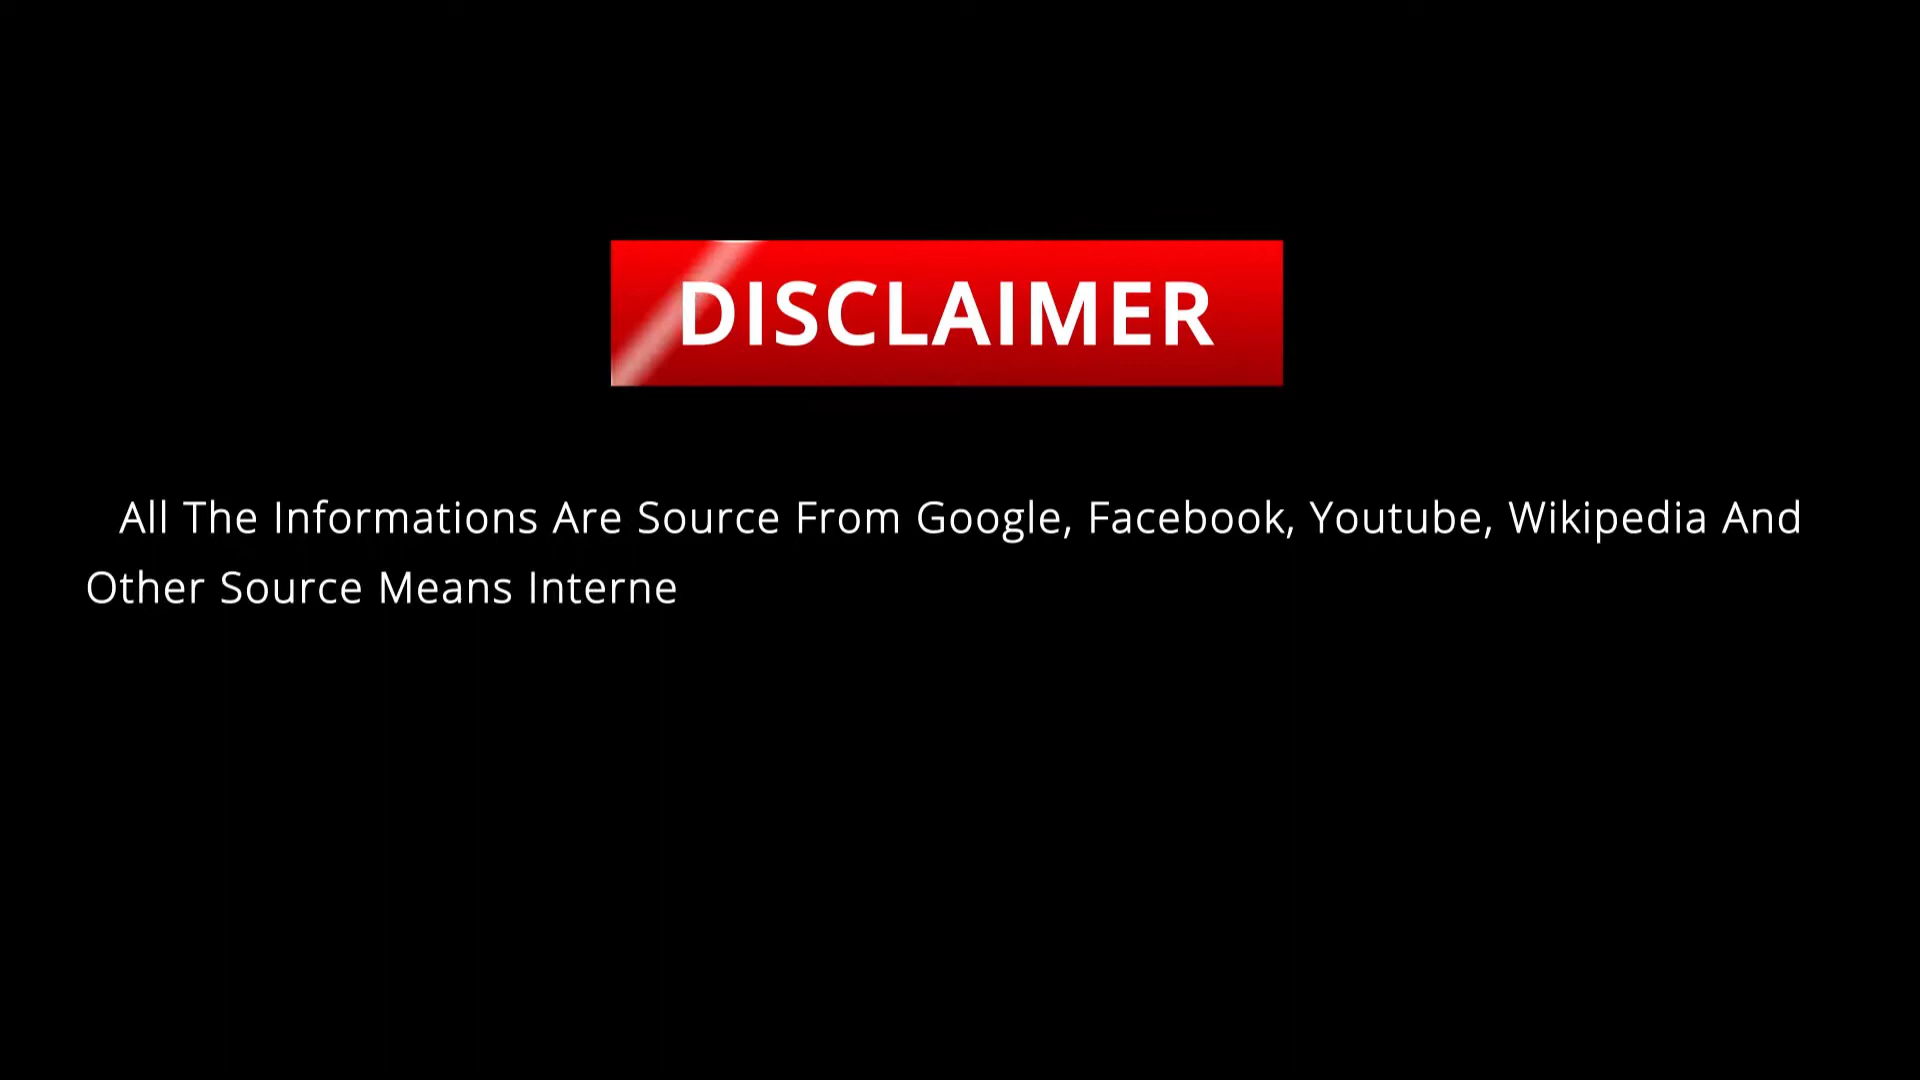 DISCLAIMER
All The Informations Are Source From Google, Facebook, Youtube, Wikipedia And
Other Source Means Interne